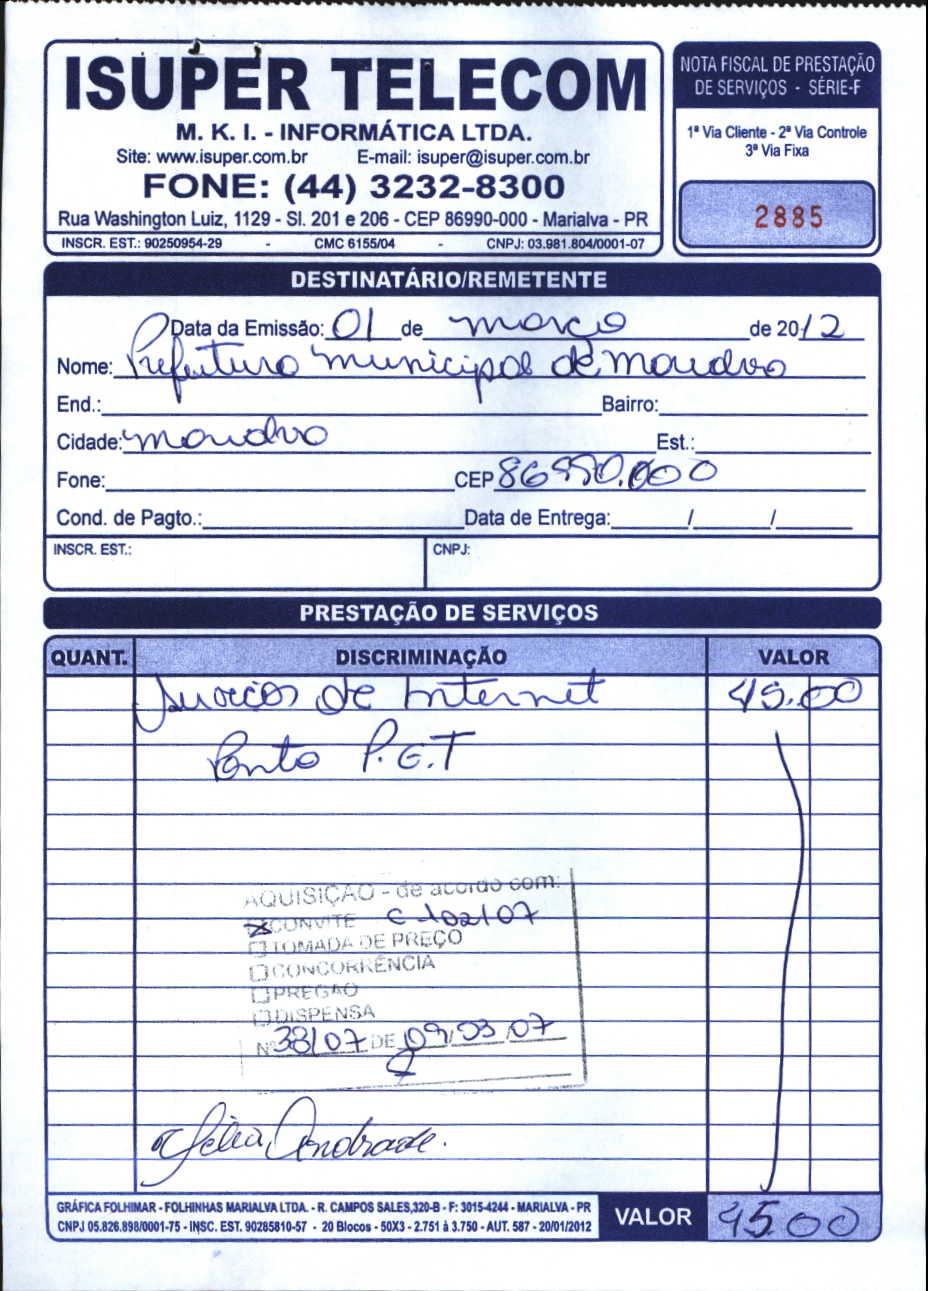 ISUPER TELECOM
M. K. I. - INFORMÁTICA LTDA.
Site: www.isuper.com.br E-mail: isuper@isuper.com.br
FONE: (44) 3232-8300
Rua Washington Luiz, 1129 - Sl. 201 e 206 - CEP 86990-000 - Marialva - PR
INSCR. EST.: 90250954-29 - CMC 6155/04 - CNPJ: 03.981.804/0001-07
NOTA FISCAL DE PRESTAÇÃO
DE SERVIÇOS - SÉRIE-F
1ª Via Cliente - 2ª Via Controle
3ª Via Fixa
2885
DESTINATÁRIO/REMETENTE
Data da Emissão: 01 de março de 2012
Nome: Prefeitura municipal de Marialva
End.: Bairro:
Cidade: marialva Est.:
Fone: CEP 86990.000
Cond. de Pagto.: Data de Entrega: / /
INSCR. EST.: CNPJ:
PRESTAÇÃO DE SERVIÇOS
QUANT. DISCRIMINAÇÃO VALOR
Serviços de Internet 45.00
Ponto P.E.T
AQUISIÇÃO - de acordo com:
CONVITE C-102/07
TOMADA DE PREÇO
CONCORRÊNCIA
PREGÃO
DISPENSA
Nº 38/07 DE 09/03/07
Célia Andrade.
GRÁFICA FOLHIMAR - FOLHINHAS MARIALVA LTDA. - R. CAMPOS SALES,320-B - F: 3015-4244 - MARIALVA - PR
CNPJ 05.826.898/0001-75 - INSC. EST. 90285810-57 - 20 Blocos - 50X3 - 2.751 à 3.750 - AUT. 587 - 20/01/2012
VALOR 45.00